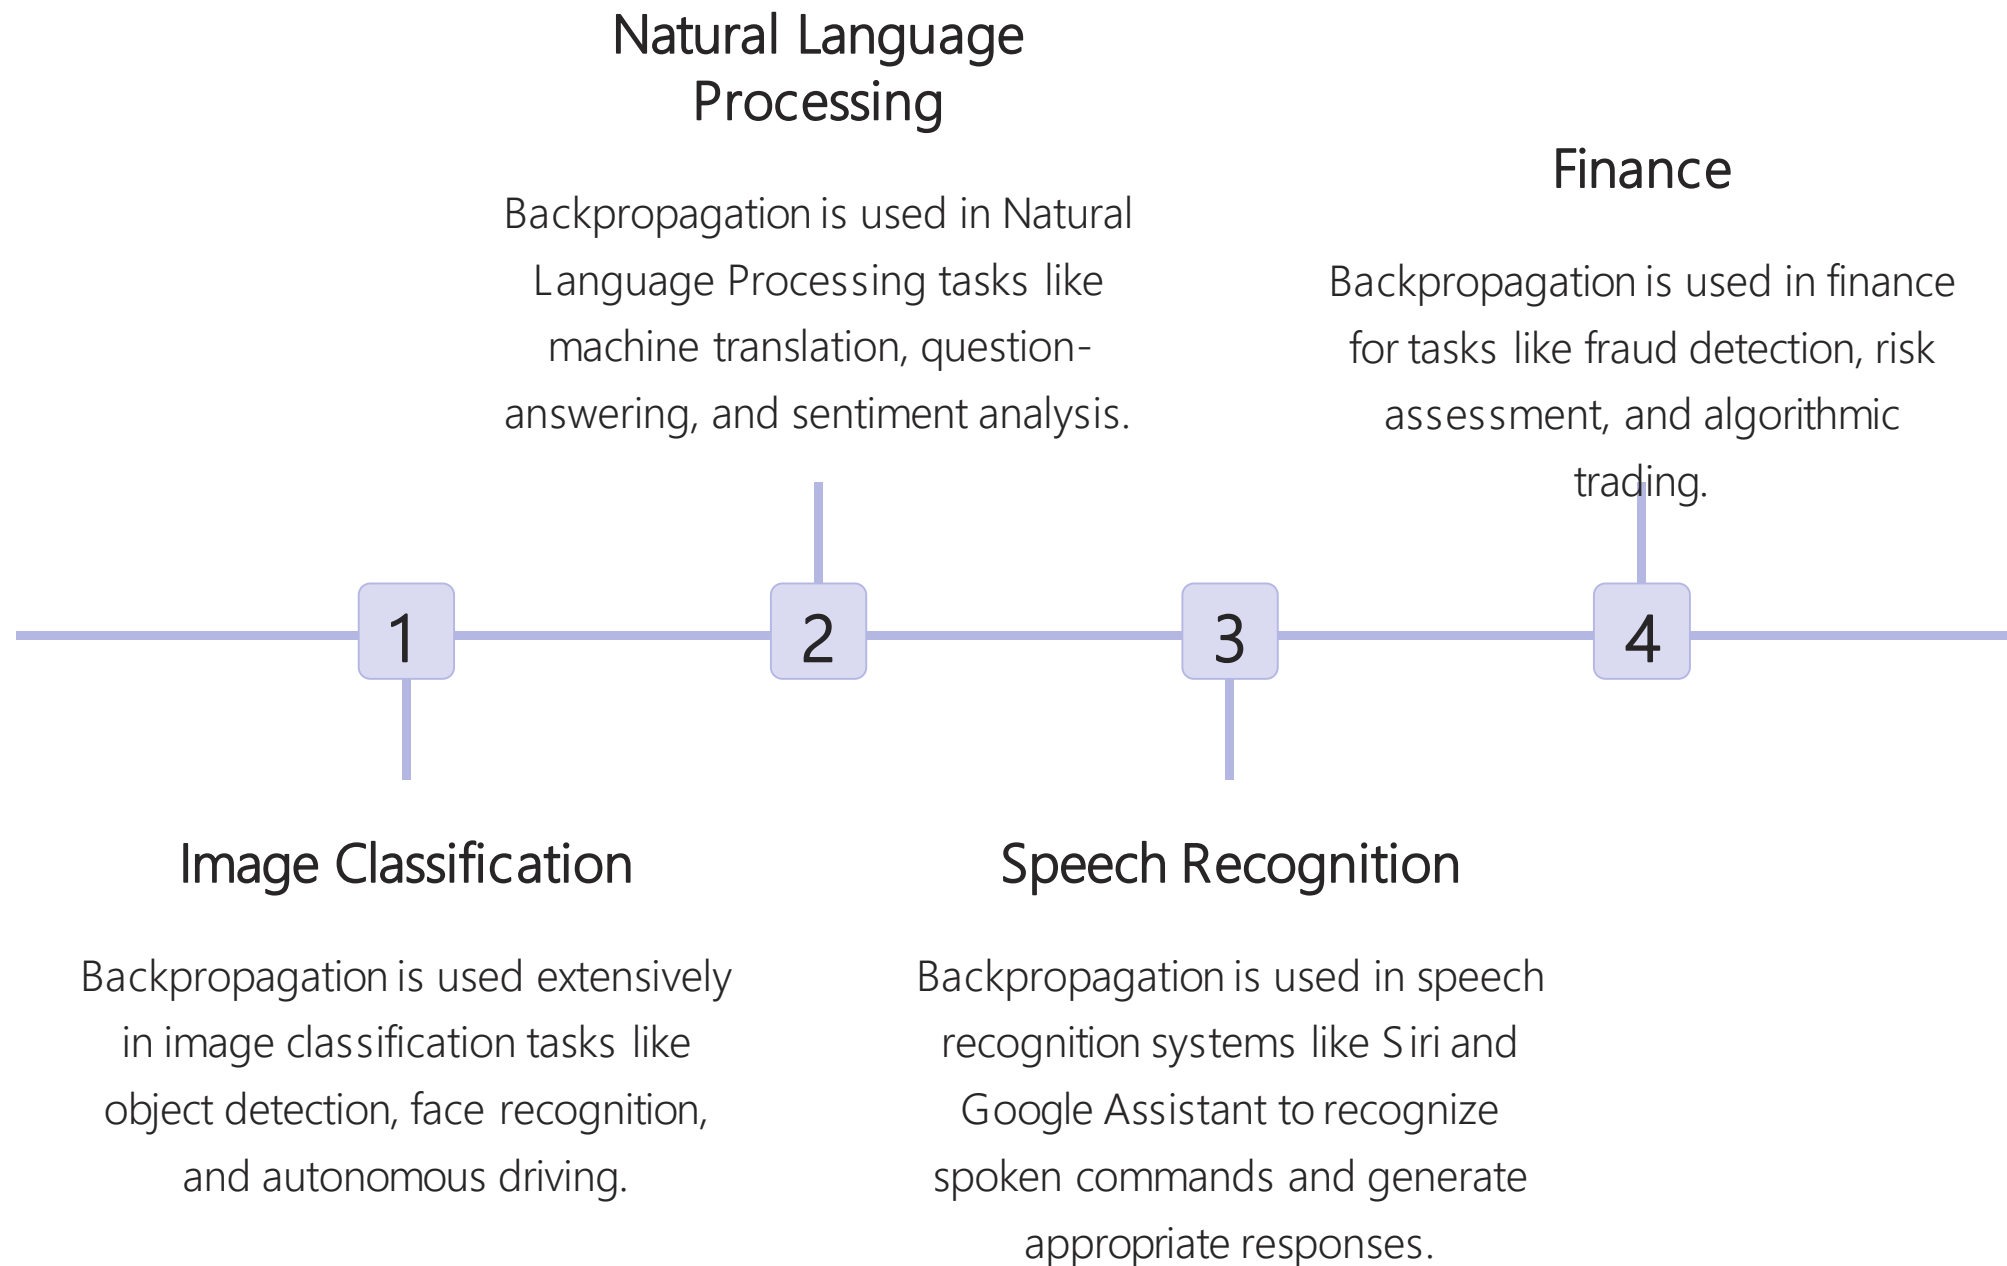 Natural Language
Processing
Backpropagation is used in Natural
Language Processing tasks like
machine translation, question-
answering, and sentiment analysis.
Finance
Backpropagation is used in finance
for tasks like fraud detection, risk
assessment, and algorithmic
trading.
1
2
3
4
Image Classification
Backpropagation is used extensively
in image classification tasks like
object detection, face recognition,
and autonomous driving.
Speech Recognition
Backpropagation is used in speech
recognition systems like Siri and
Google Assistant to recognize
spoken commands and generate
appropriate responses.